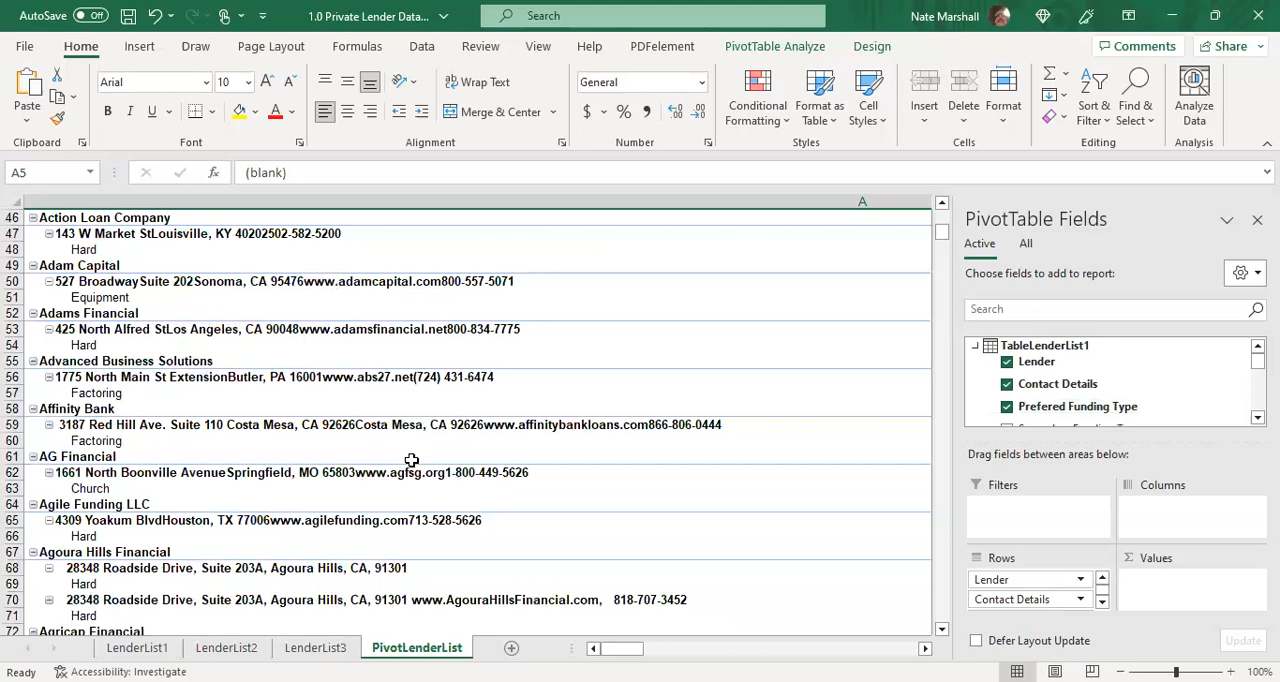 AutoSave Off 1.0 Private Lender Data... Search Nate Marshall
File Home Insert Draw Page Layout Formulas Data Review View Help PDFelement PivotTable Analyze Design Comments Share
Paste Arial 10 Wrap Text General Conditional Formatting Format as Table Cell Styles Insert Delete Format Sort & Filter Find & Select Analyze Data
B I U Merge & Center $ % ,
Clipboard Font Alignment Number Styles Cells Editing Analysis
A5 fx (blank)
A
46 Action Loan Company
47 143 W Market StLouisville, KY 40202502-582-5200
48 Hard
49 Adam Capital
50 527 BroadwaySuite 202Sonoma, CA 95476www.adamcapital.com800-557-5071
51 Equipment
52 Adams Financial
53 425 North Alfred StLos Angeles, CA 90048www.adamsfinancial.net800-834-7775
54 Hard
55 Advanced Business Solutions
56 1775 North Main St ExtensionButler, PA 16001www.abs27.net(724) 431-6474
57 Factoring
58 Affinity Bank
59 3187 Red Hill Ave. Suite 110 Costa Mesa, CA 92626Costa Mesa, CA 92626www.affinitybankloans.com866-806-0444
60 Factoring
61 AG Financial
62 1661 North Boonville AvenueSpringfield, MO 65803www.agfsg.org1-800-449-5626
63 Church
64 Agile Funding LLC
65 4309 Yoakum BlvdHouston, TX 77006www.agilefunding.com713-528-5626
66 Hard
67 Agoura Hills Financial
68 28348 Roadside Drive, Suite 203A, Agoura Hills, CA, 91301
69 Hard
70 28348 Roadside Drive, Suite 203A, Agoura Hills, CA, 91301 www.AgouraHillsFinancial.com, 818-707-3452
71 Hard
72 Agricap Financial
PivotTable Fields
Active All
Choose fields to add to report:
Search
TableLenderList1
Lender
Contact Details
Preferred Funding Type
Drag fields between areas below:
Filters Columns
Rows Values
Lender
Contact Details
Defer Layout Update Update
LenderList1 LenderList2 LenderList3 PivotLenderList
Ready Accessibility: Investigate 100%